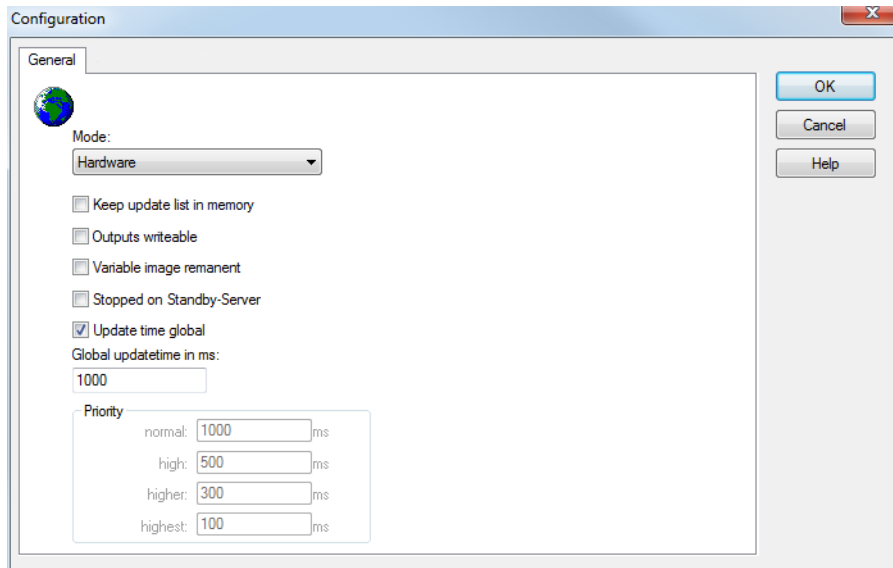 Configuration
General
OK
Cancel
Help
Mode:
Hardware
Keep update list in memory
Outputs writeable
Variable image remanent
Stopped on Standby-Server
Update time global
Global updatetime in ms:
1000
Priority
normal: 1000 ms
high: 500 ms
higher: 300 ms
highest: 100 ms